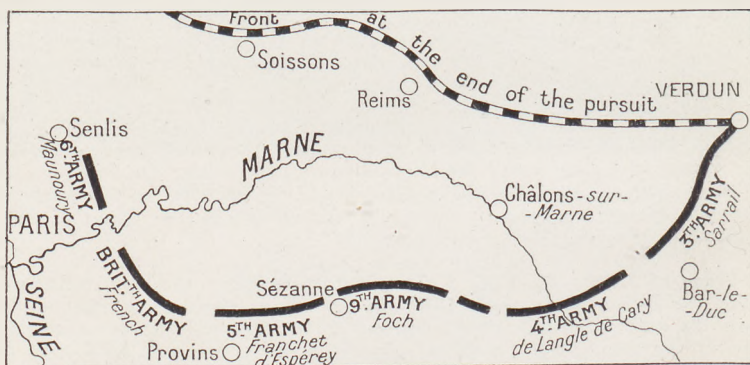 Front at the end of the pursuit
Soissons
Reims
VERDUN
Senlis
6TH ARMY
Maunoury
MARNE
Châlons-sur-
-Marne
3TH ARMY
Sarrail
PARIS
SEINE
BRITTH ARMY
French
Sézanne
9TH ARMY
Foch
5TH ARMY
Franchet
d'Espérey
Provins
4TH ARMY
de Langle de Cary
Bar-le-
-Duc